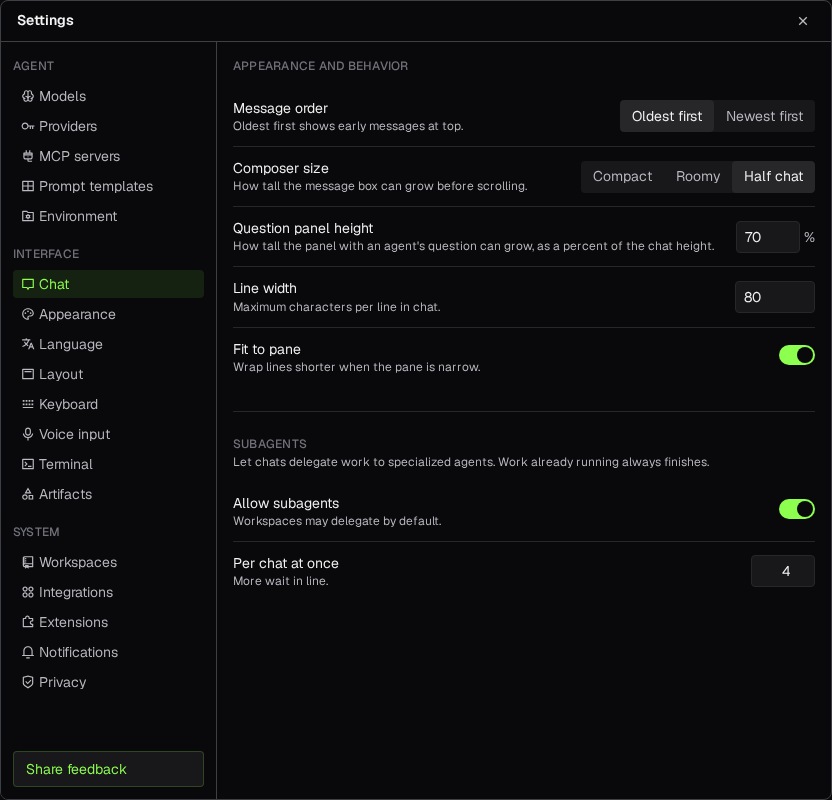 Settings
AGENT
Models
Providers
MCP servers
Prompt templates
Environment
INTERFACE
Chat
Appearance
Language
Layout
Keyboard
Voice input
Terminal
Artifacts
SYSTEM
Workspaces
Integrations
Extensions
Notifications
Privacy
Share feedback
APPEARANCE AND BEHAVIOR
Message order
Oldest first shows early messages at top.
Oldest first Newest first
Composer size
How tall the message box can grow before scrolling.
Compact Roomy Half chat
Question panel height
How tall the panel with an agent's question can grow, as a percent of the chat height.
70 %
Line width
Maximum characters per line in chat.
80
Fit to pane
Wrap lines shorter when the pane is narrow.
SUBAGENTS
Let chats delegate work to specialized agents. Work already running always finishes.
Allow subagents
Workspaces may delegate by default.
Per chat at once
More wait in line.
4